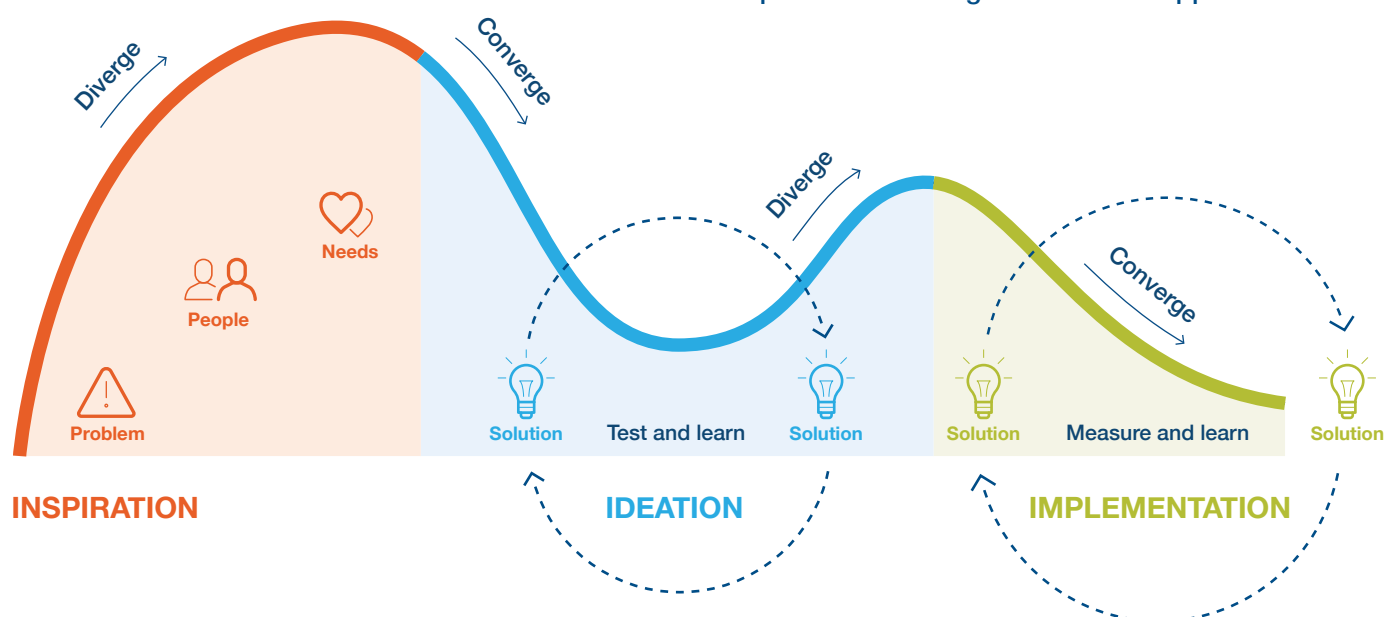 Diverge
Converge
Diverge
Converge
Needs
People
Problem
Solution
Test and learn
Solution
Solution
Measure and learn
Solution
INSPIRATION
IDEATION
IMPLEMENTATION